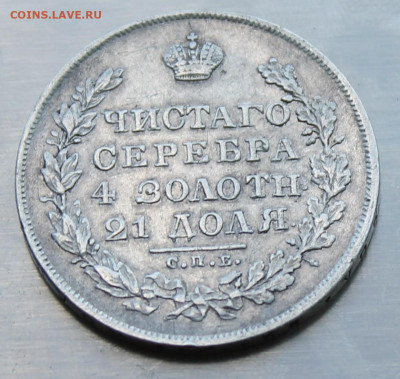 COINS.LAVE.RU
ЧИСТАГО
СЕРЕБРА
4 ЗОЛОТН.
21 ДОЛЯ.
С.П.Б.